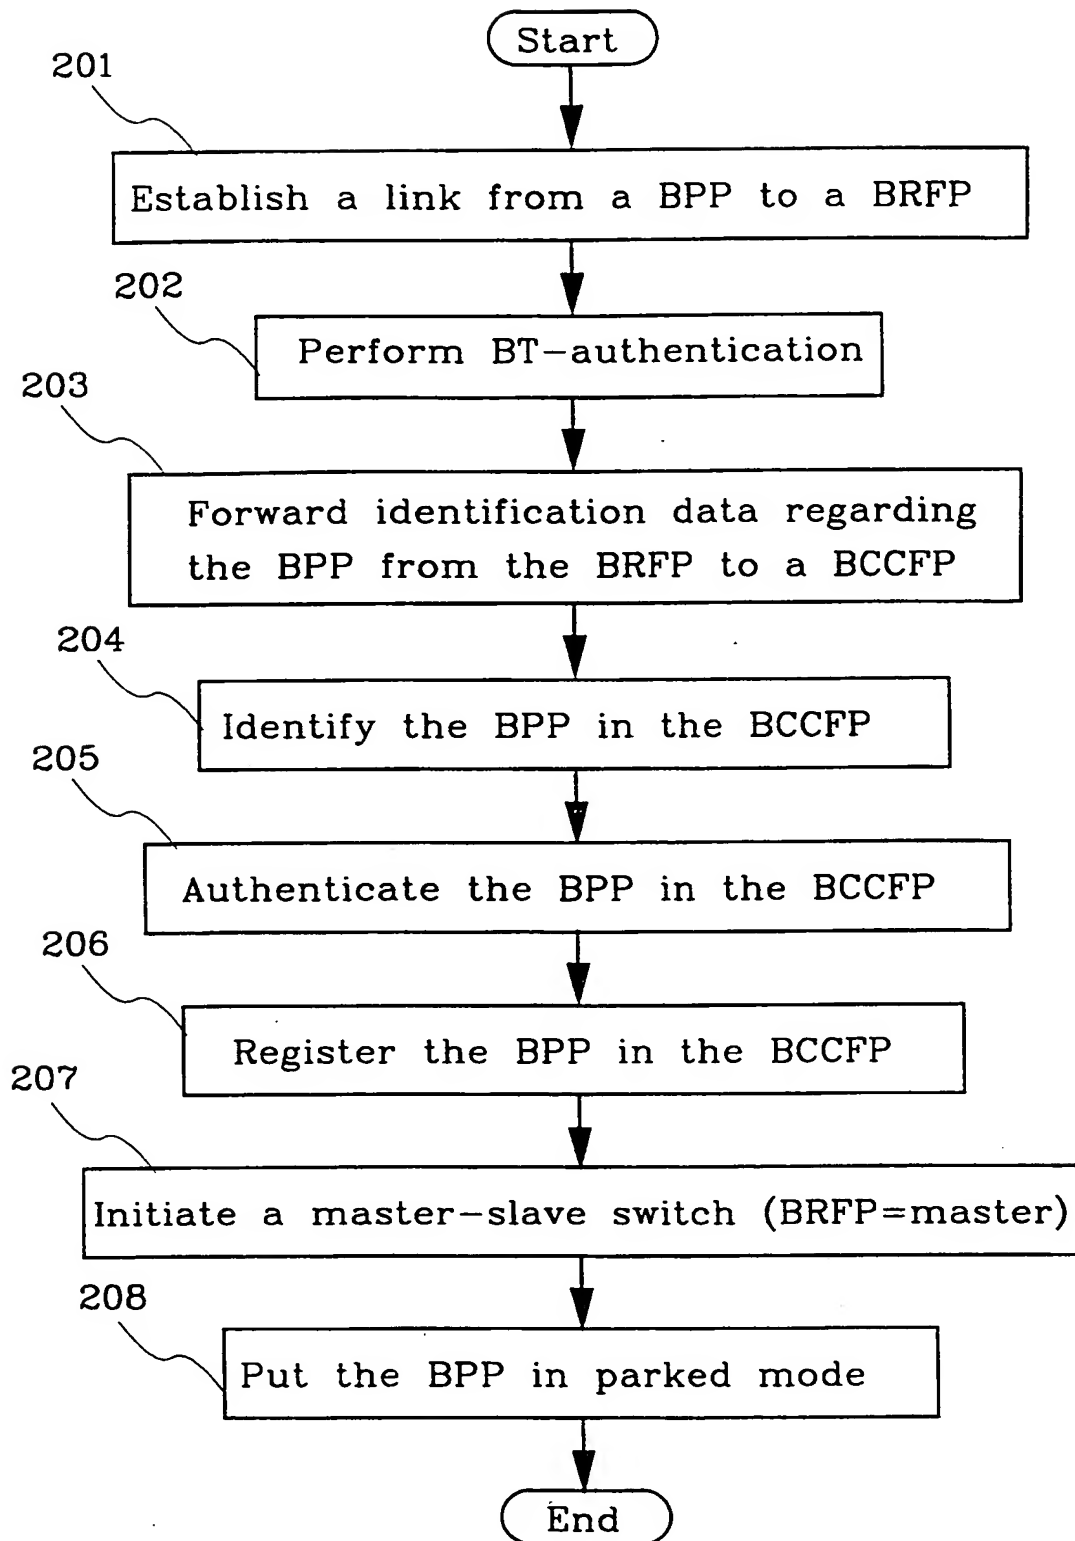 Start
201
Establish a link from a BPP to a BRFP
202
Perform BT-authentication
203
Forward identification data regarding
the BPP from the BRFP to a BCCFP
204
Identify the BPP in the BCCFP
205
Authenticate the BPP in the BCCFP
206
Register the BPP in the BCCFP
207
Initiate a master-slave switch (BRFP=master)
208
Put the BPP in parked mode
End